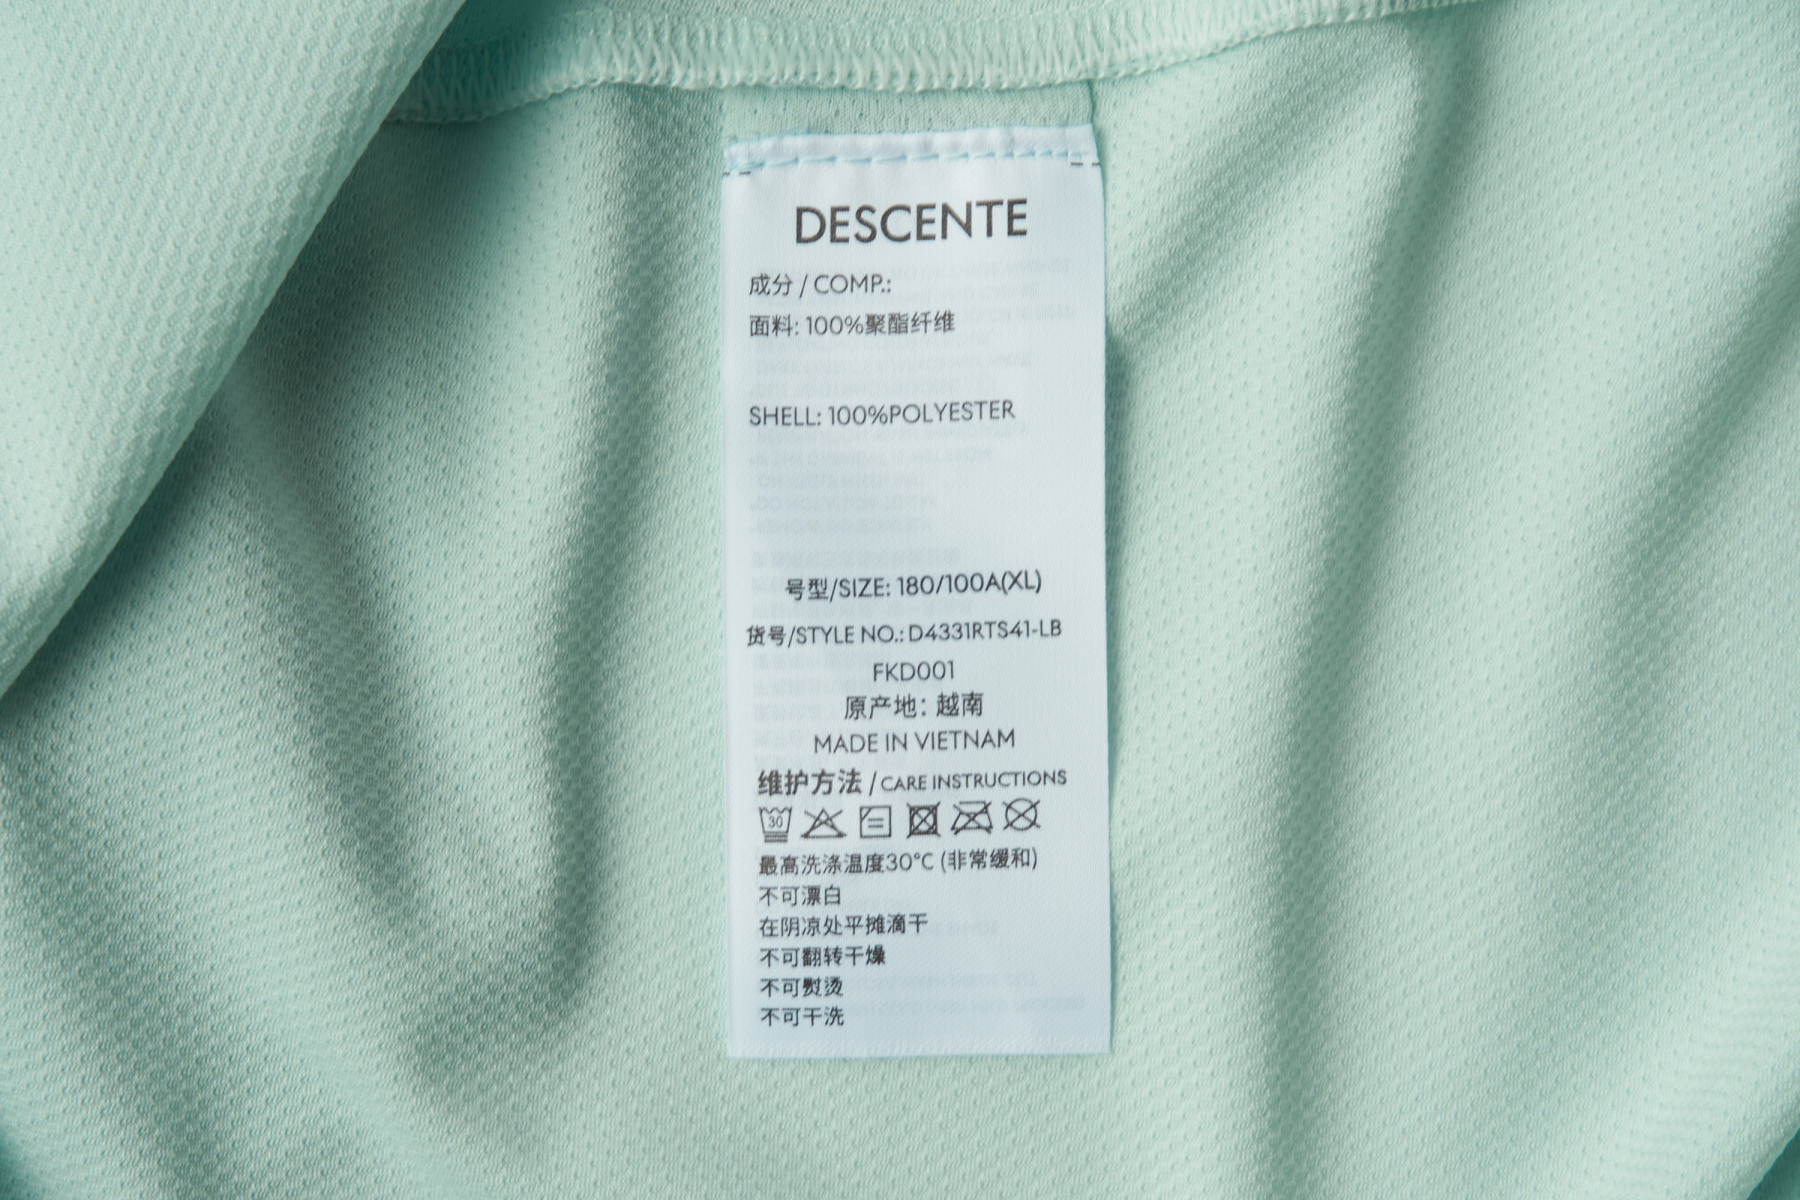 DESCENTE
成分 / COMP.:
面料: 100%聚酯纤维
SHELL: 100%POLYESTER
号型/SIZE: 180/100A(XL)
货号/STYLE NO.: D4331RTS41-LB
FKD001
原产地：越南
MADE IN VIETNAM
维护方法 / CARE INSTRUCTIONS
30
最高洗涤温度30°C (非常缓和)
不可漂白
在阴凉处平摊滴干
不可翻转干燥
不可熨烫
不可干洗